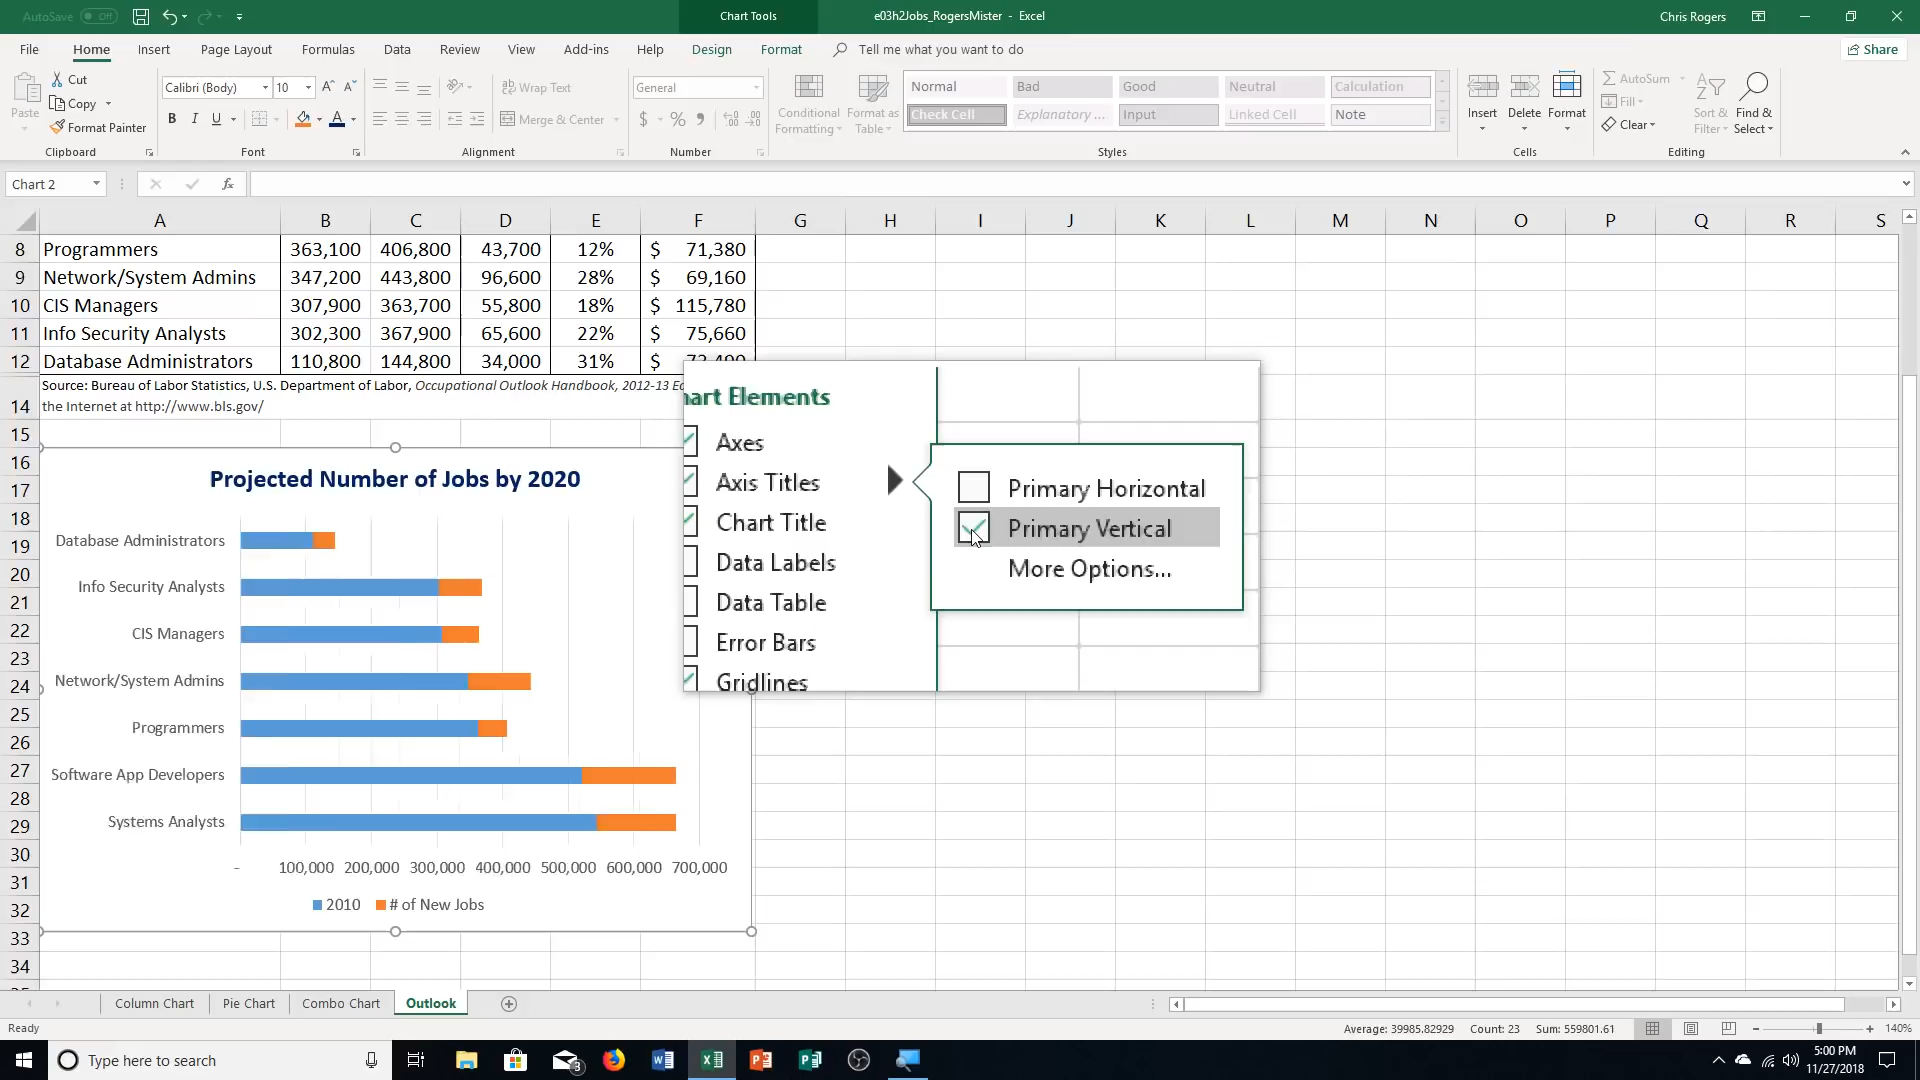 AutoSave Off
Chart Tools
e03h2Jobs_RogersMister - Excel
Chris Rogers
File Home Insert Draw Page Layout Formulas Data Review View Add-ins Help Design Format Tell me what you want to do Share
Paste
Cut
Copy
Format Painter
Clipboard
Calibri (Body) 10
B I U
Font
Wrap Text
Merge & Center
Alignment
General
$ % ,
Number
Conditional Formatting
Format as Table
Normal Bad Good Neutral Calculation
Check Cell Explanatory ... Input Linked Cell Note
Styles
Insert Delete Format
Cells
AutoSum
Fill
Clear
Sort & Filter
Find & Select
Editing
Chart 2
fx
A B C D E F G H I J K L M N O P Q R S
8 Programmers 363,100 406,800 43,700 12% $ 71,380
9 Network/System Admins 347,200 443,800 96,600 28% $ 69,160
10 CIS Managers 307,900 363,700 55,800 18% $ 115,780
11 Info Security Analysts 302,300 367,900 65,600 22% $ 75,660
12 Database Administrators 110,800 144,800 34,000 31% $
Source: Bureau of Labor Statistics, U.S. Department of Labor, Occupational Outlook Handbook, 2012-13
14 the Internet at http://www.bls.gov/
15
16
17
18
19
20
21
22
23
24
25
26
27
28
29
30
31
32
33
34
Projected Number of Jobs by 2020
Database Administrators
Info Security Analysts
CIS Managers
Network/System Admins
Programmers
Software App Developers
Systems Analysts
- 100,000 200,000 300,000 400,000 500,000 600,000 700,000
2010 # of New Jobs
hart Elements
Axes
Axis Titles
Chart Title
Data Labels
Data Table
Error Bars
Gridlines
Primary Horizontal
Primary Vertical
More Options...
Column Chart Pie Chart Combo Chart Outlook
Ready
Average: 39985.82929 Count: 23 Sum: 559801.61
140%
Type here to search
3
5:00 PM
11/27/2018